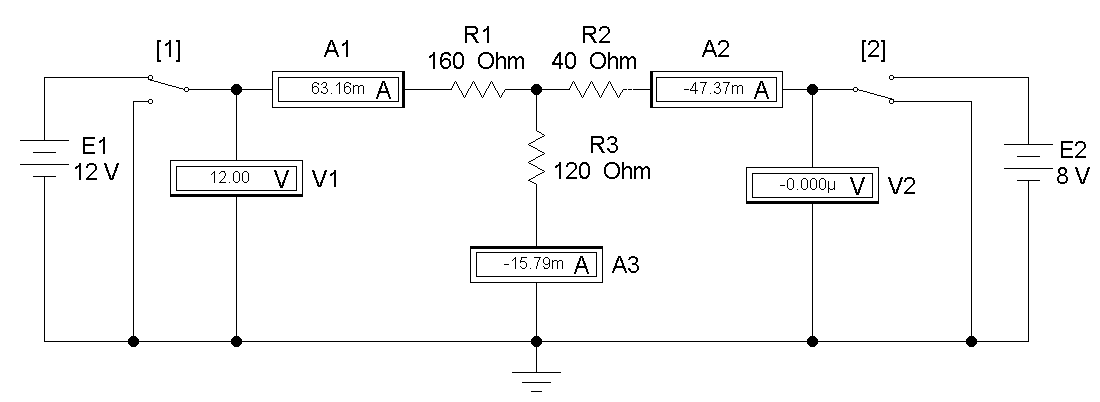 [1]
A1
R1
160 Ohm
R2
40 Ohm
A2
[2]
63.16m A
-47.37m A
E1
12 V
12.00 V
V1
R3
120 Ohm
-0.000µ V
V2
E2
8 V
-15.79m A
A3